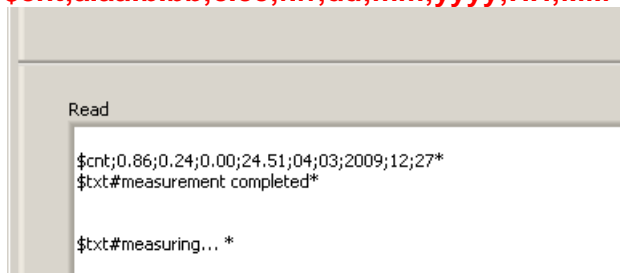 Read
$cnt;0.86;0.24;0.00;24.51;04;03;2009;12;27*
$txt#measurement completed*
$txt#measuring... *